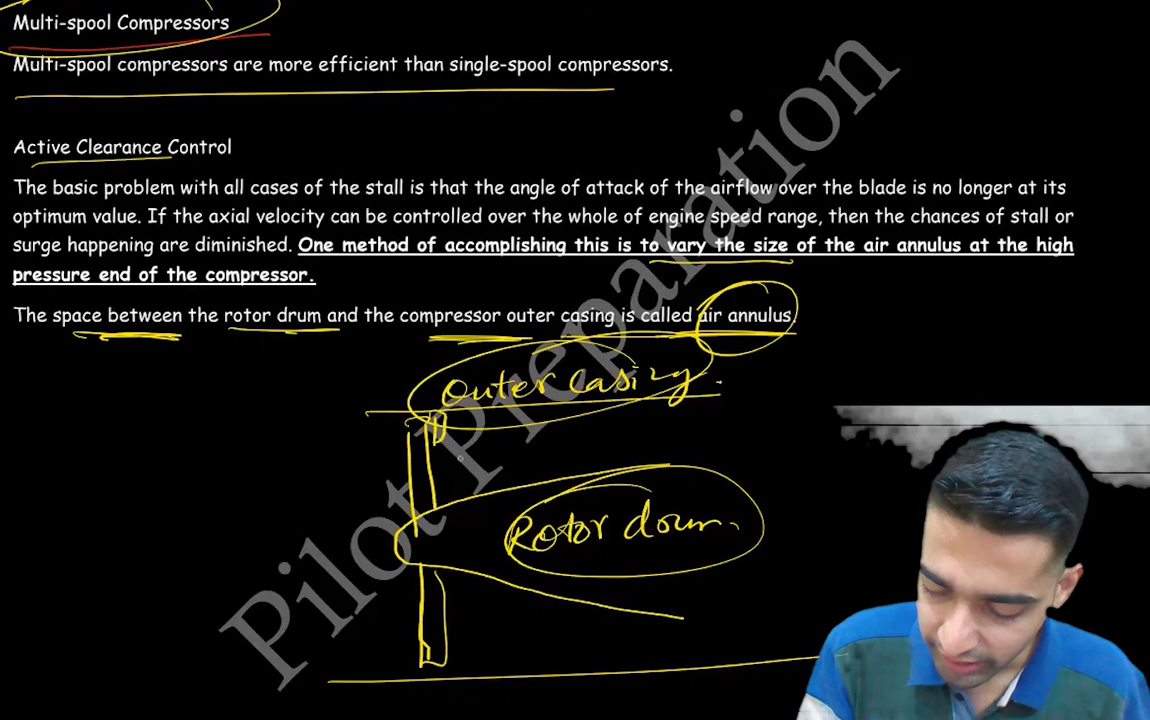 Multi-spool Compressors
Multi-spool compressors are more efficient than single-spool compressors.
Active Clearance Control
The basic problem with all cases of the stall is that the angle of attack of the airflow over the blade is no longer at its
optimum value. If the axial velocity can be controlled over the whole of engine speed range, then the chances of stall or
surge happening are diminished. One method of accomplishing this is to vary the size of the air annulus at the high
pressure end of the compressor.
The space between the rotor drum and the compressor outer casing is called air annulus.
Outer casing.
Rotor drum.
Pilot Preparation